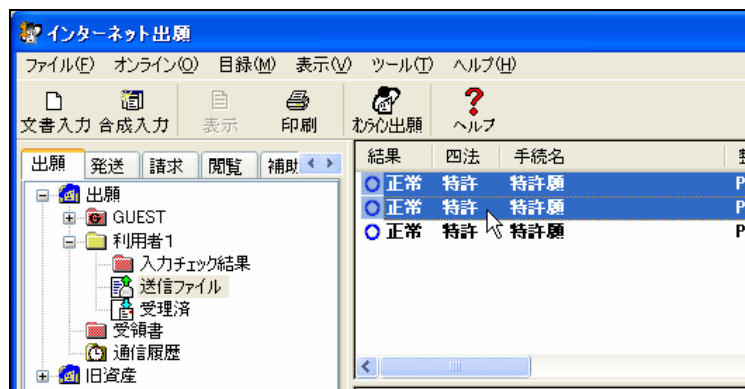 インターネット出願
ファイル(F) オンライン(O) 目録(M) 表示(V) ツール(T) ヘルプ(H)
文書入力 合成入力 表示 印刷 オンライン出願 ヘルプ
出願 発送 請求 閲覧 補助
結果 四法 手続名
正常 特許 特許願 P
正常 特許 特許願 P
正常 特許 特許願 P
出願
GUEST
利用者1
入力チェック結果
送信ファイル
受理済
受領書
通信履歴
旧資産